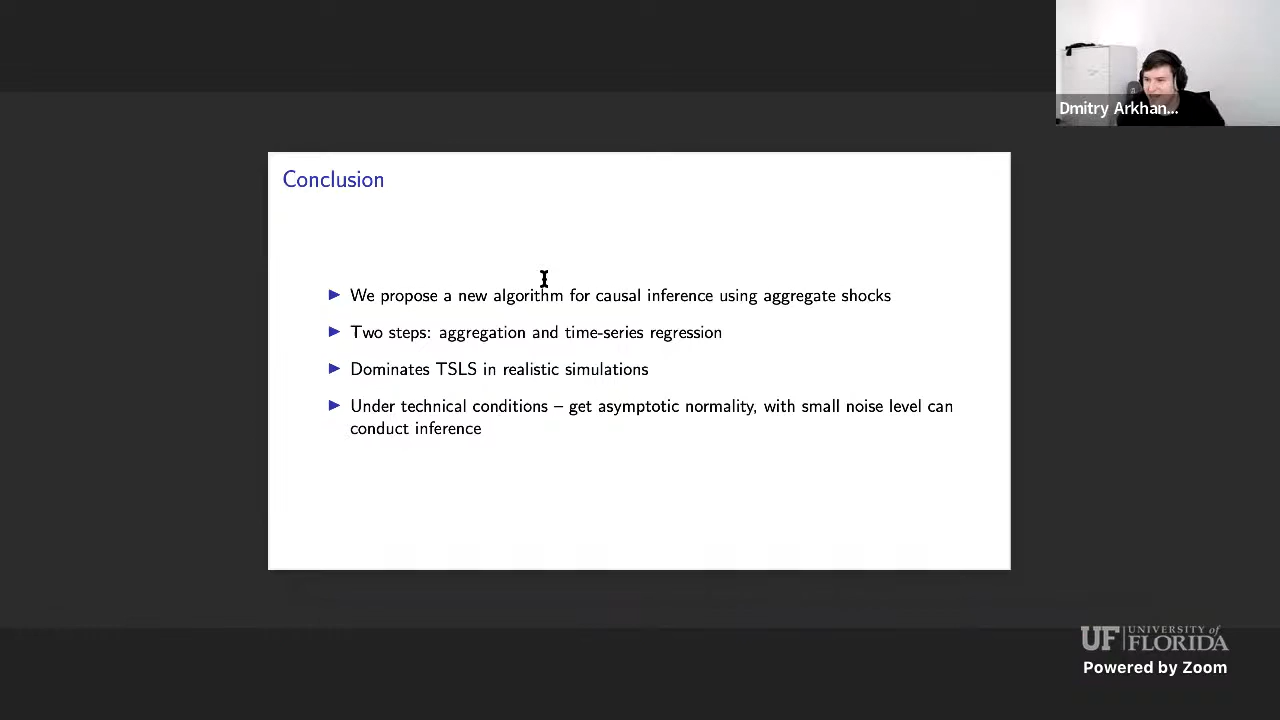 Dmitry Arkhan...
Conclusion
We propose a new algorithm for causal inference using aggregate shocks
Two steps: aggregation and time-series regression
Dominates TSLS in realistic simulations
Under technical conditions – get asymptotic normality, with small noise level can
conduct inference
UF UNIVERSITY of
FLORIDA
Powered by Zoom